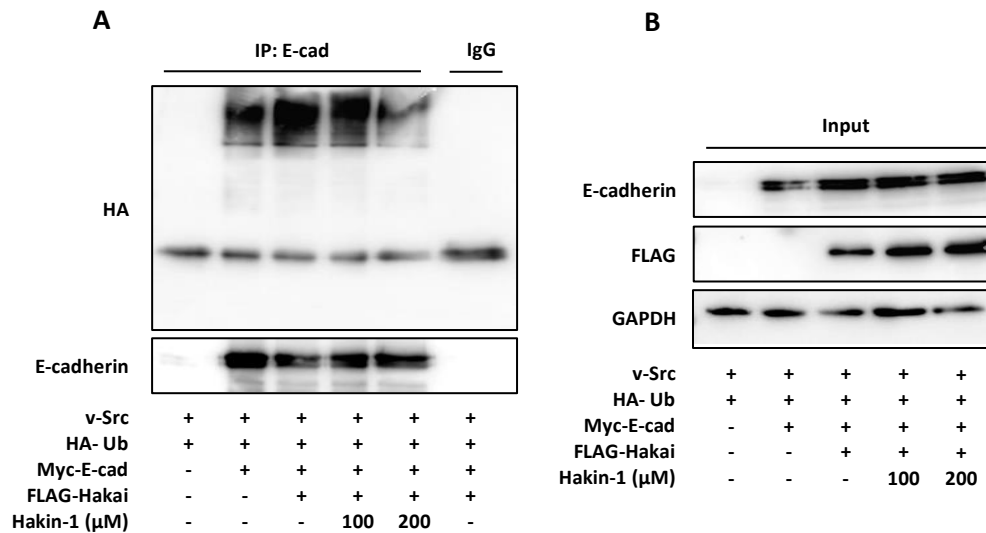 A
IP: E-cad IgG
HA
E-cadherin
v-Src + + + + + +
HA- Ub + + + + + +
Myc-E-cad - + + + + +
FLAG-Hakai - - + + + +
Hakin-1 (µM) - - - 100 200 -
B
Input
E-cadherin
FLAG
GAPDH
v-Src + + + + +
HA- Ub + + + + +
Myc-E-cad - + + + +
FLAG-Hakai - - + + +
Hakin-1 (µM) - - - 100 200